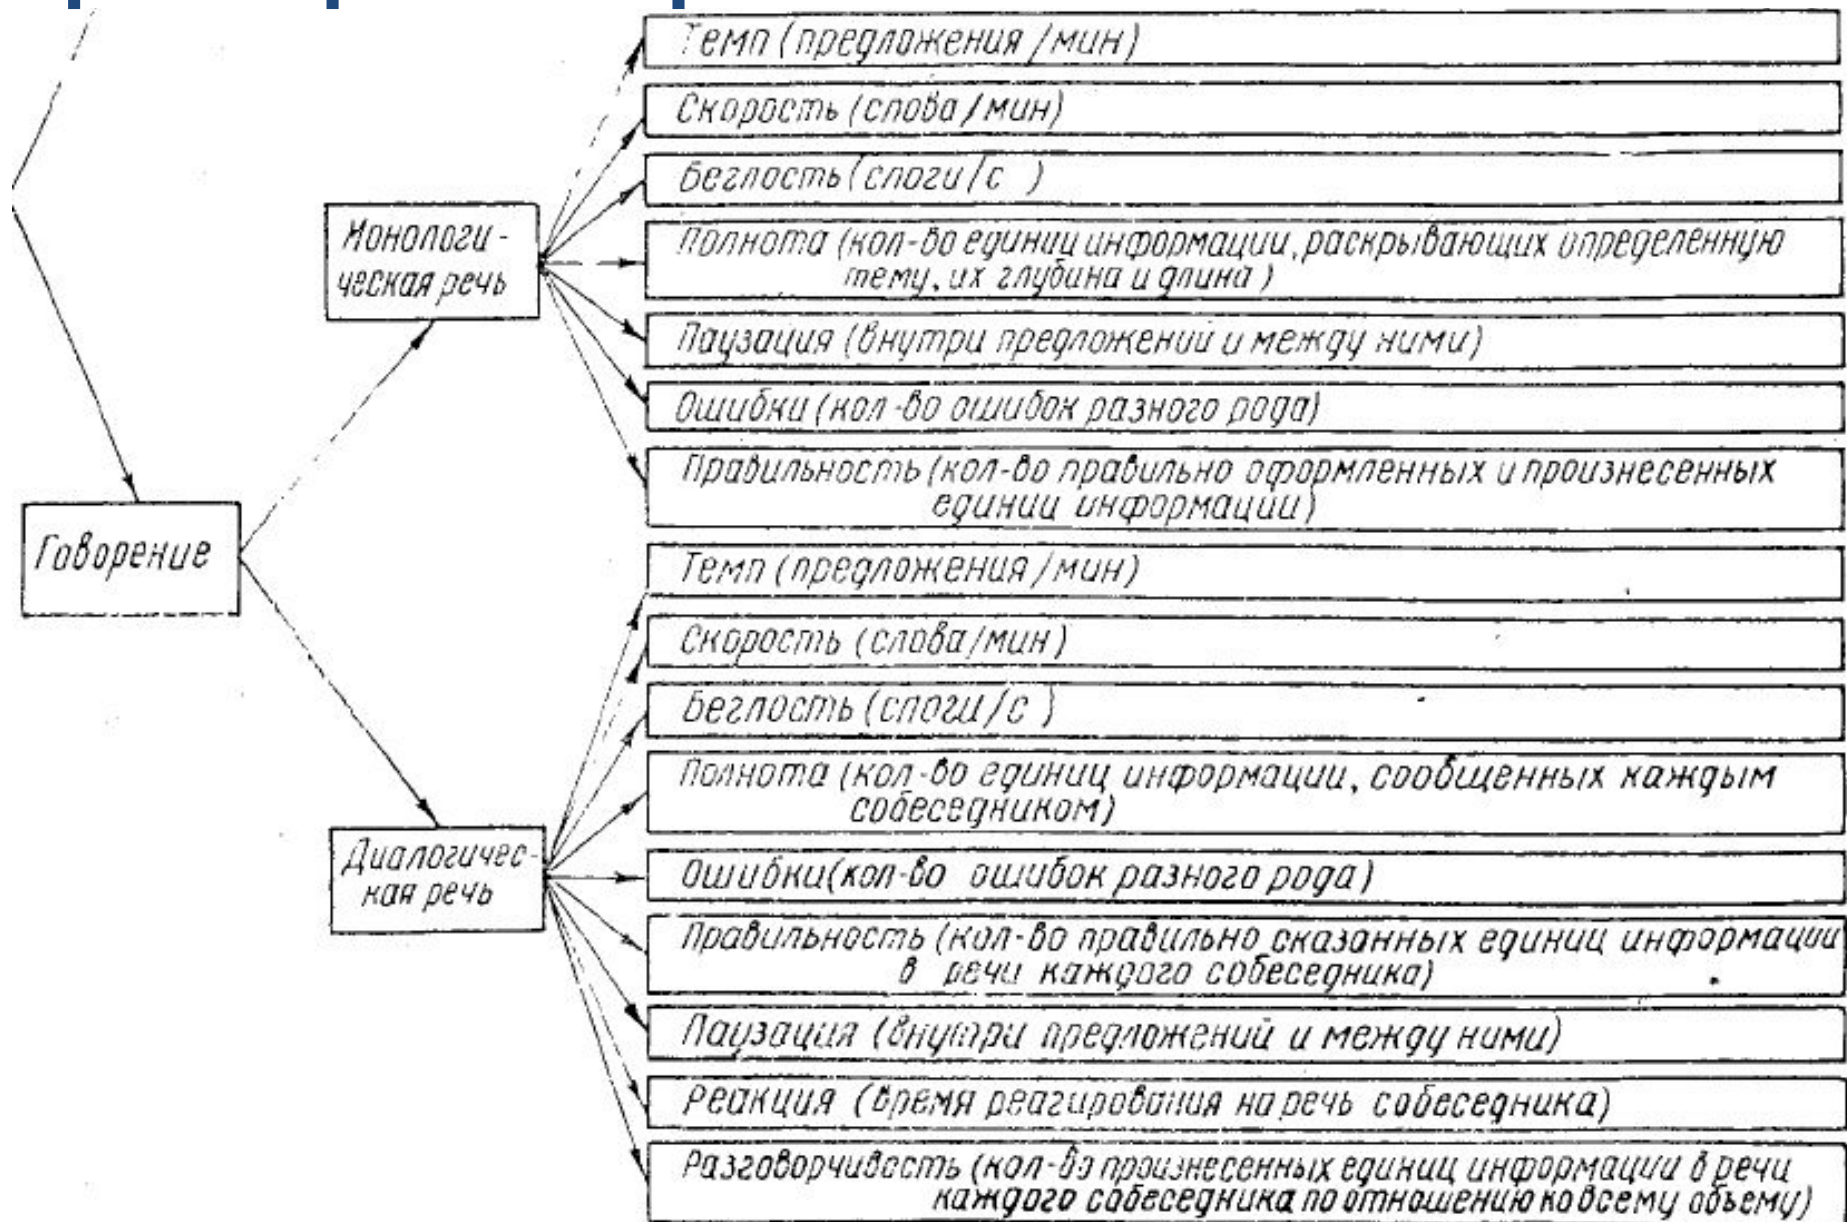 Говорение
Монологи-
ческая речь
Темп (предложения/мин)
Скорость (слова/мин)
Беглость (слоги/с )
Полнота (кол-во единиц информации, раскрывающих определенную
тему, их глубина и длина)
Паузация (внутри предложений и между ними)
Ошибки (кол-во ошибок разного рода)
Правильность (кол-во правильно оформленных и произнесенных
единиц информации)
Диалогичес-
кая речь
Темп (предложения/мин)
Скорость (слова/мин)
Беглость (слоги/с )
Полнота (кол-во единиц информации, сообщенных каждым
собеседником)
Ошибки(кол-во ошибок разного рода)
Правильность (кол-во правильно сказанных единиц информации
в речи каждого собеседника)
Паузация (внутри предложений и между ними)
Реакция (время реагирования на речь собеседника)
Разговорчивость (кол-во произнесенных единиц информации в речи
каждого собеседника по отношению ко всему объему)